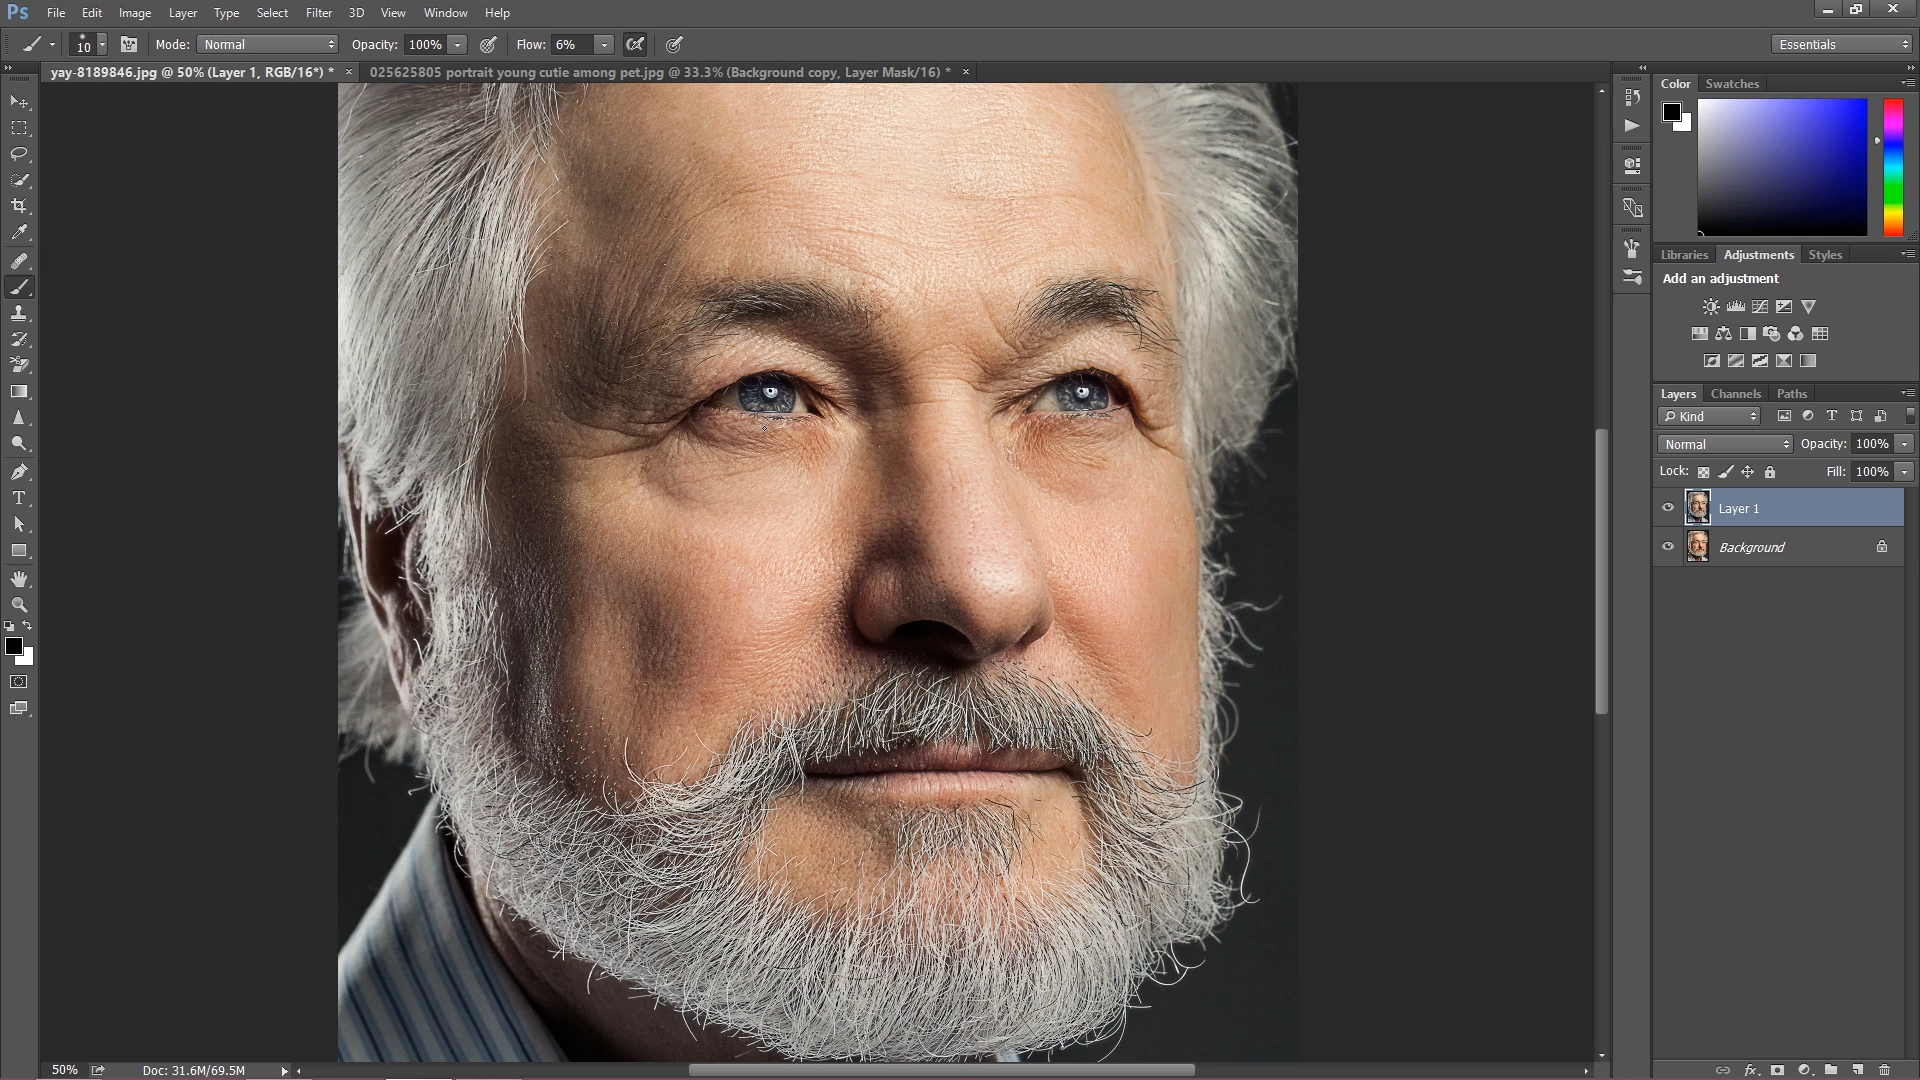 Ps File Edit Image Layer Type Select Filter 3D View Window Help
10 Mode: Normal Opacity: 100% Flow: 6% Essentials
yay-8189846.jpg @ 50% (Layer 1, RGB/16*) * × 025625805 portrait young cutie among pet.jpg @ 33.3% (Background copy, Layer Mask/16) * ×
Color Swatches
Libraries Adjustments Styles
Add an adjustment
Layers Channels Paths
Kind
Normal Opacity: 100%
Lock: Fill: 100%
Layer 1
Background
T
50% Doc: 31.6M/69.5M
fx